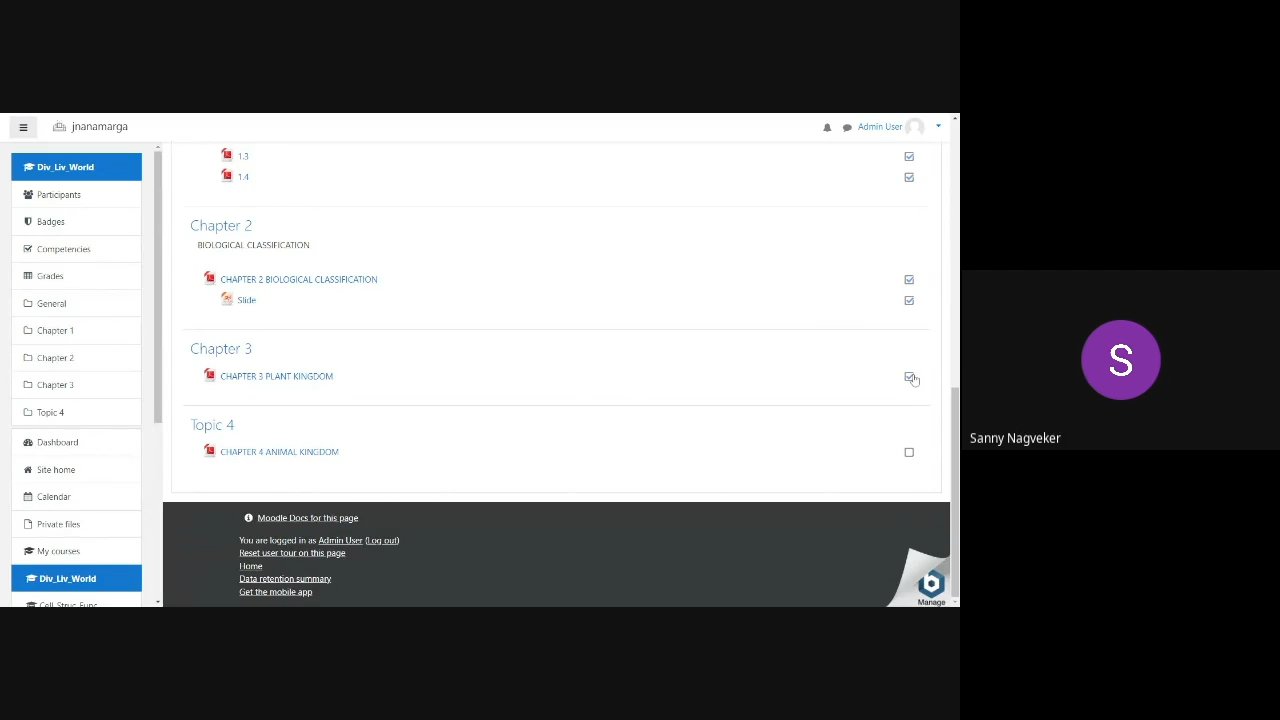 jnanamarga
Admin User
Div_Liv_World
Participants
Badges
Competencies
Grades
General
Chapter 1
Chapter 2
Chapter 3
Topic 4
Dashboard
Site home
Calendar
Private files
My courses
Div_Liv_World
Cell_Struc_Func
1.3
1.4
Chapter 2
BIOLOGICAL CLASSIFICATION
CHAPTER 2 BIOLOGICAL CLASSIFICATION
Slide
Chapter 3
CHAPTER 3 PLANT KINGDOM
Topic 4
CHAPTER 4 ANIMAL KINGDOM
Moodle Docs for this page
You are logged in as Admin User (Log out)
Reset user tour on this page
Home
Data retention summary
Get the mobile app
b
Manage
S
Sanny Nagveker